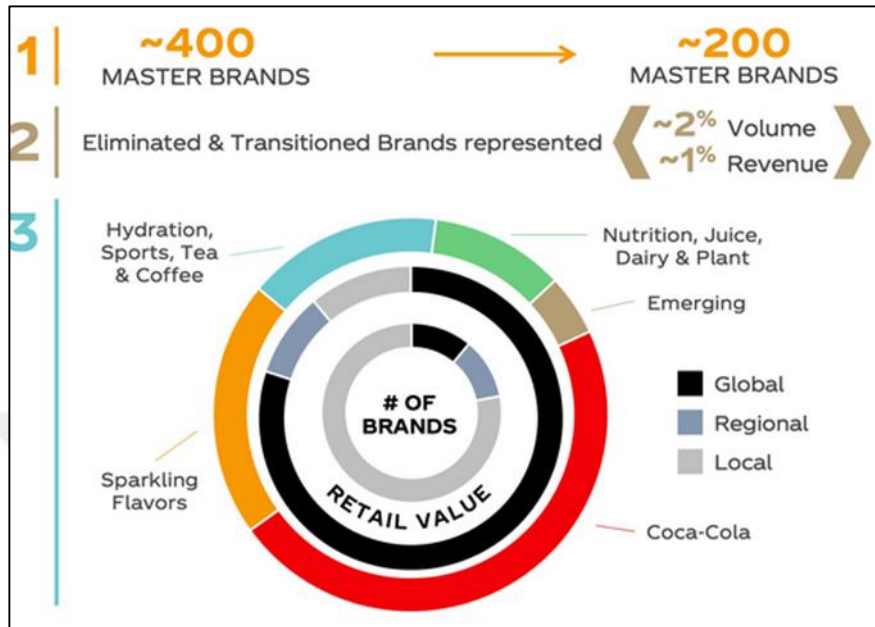 1
~400
MASTER BRANDS
~200
MASTER BRANDS
2
Eliminated & Transitioned Brands represented
~2% Volume
~1% Revenue
3
Hydration,
Sports, Tea
& Coffee
Nutrition, Juice,
Dairy & Plant
Emerging
# OF
BRANDS
RETAIL VALUE
Global
Regional
Local
Sparkling
Flavors
Coca-Cola